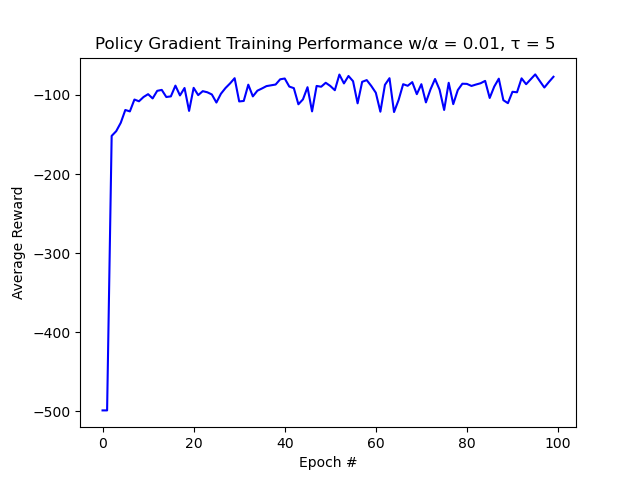 Policy Gradient Training Performance w/α = 0.01, τ = 5
Average Reward
−100
−200
−300
−400
−500
0 20 40 60 80 100
Epoch #